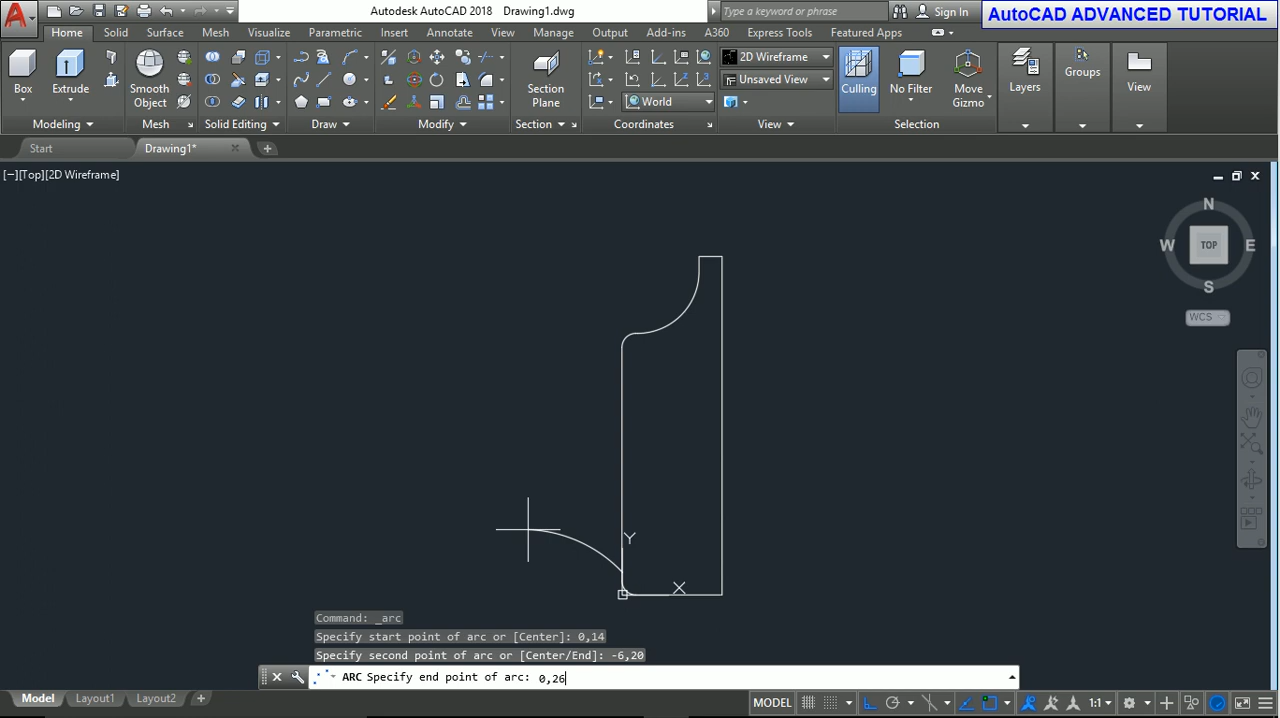 Autodesk AutoCAD 2018 Drawing1.dwg
Type a keyword or phrase
Sign In
AutoCAD ADVANCED TUTORIAL
Home Solid Surface Mesh Visualize Parametric Insert Annotate View Manage Output Add-ins A360 Express Tools Featured Apps
2D Wireframe
Unsaved View
World
Box Extrude Smooth Object
Section Plane
Culling No Filter Move Gizmo Layers Groups View
Modeling Mesh Solid Editing Draw Modify Section Coordinates View Selection
Start Drawing1*
[−][Top][2D Wireframe]
N
W TOP E
S
WCS
Y
X
Command: _arc
Specify start point of arc or [Center]: 0,14
Specify second point of arc or [Center/End]: -6,20
ARC Specify end point of arc: 0,26
Model Layout1 Layout2 MODEL 1:1